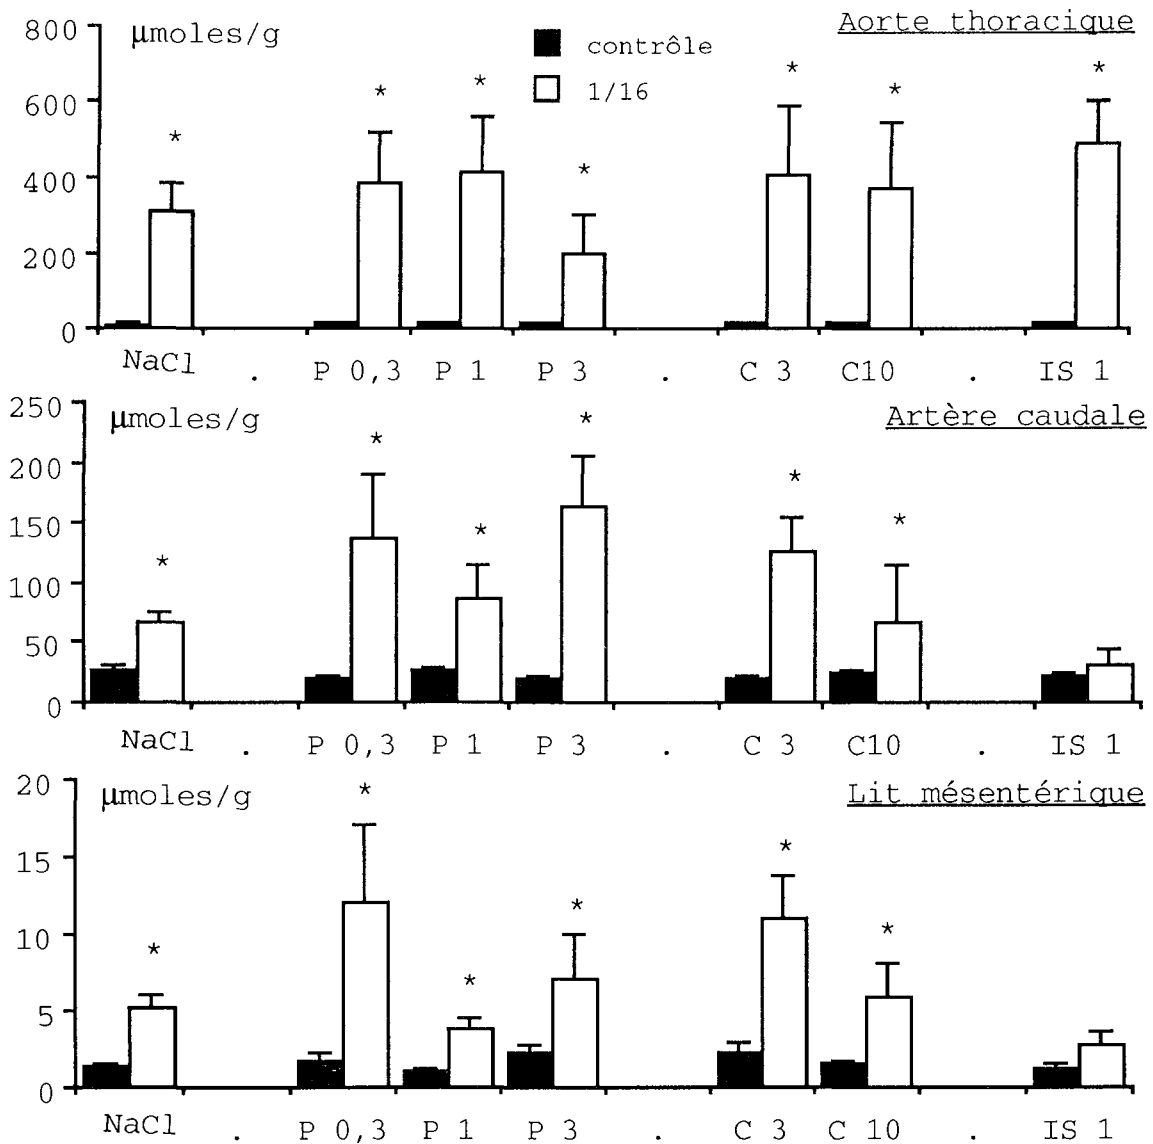 Aorte thoracique
µmoles/g
contrôle
1/16
800
600
400
200
0
* * * * * * *
NaCl . P 0,3 P 1 P 3 . C 3 C10 . IS 1
Artère caudale
µmoles/g
250
200
150
100
50
0
* * * * * *
NaCl . P 0,3 P 1 P 3 . C 3 C10 . IS 1
Lit mésentérique
µmoles/g
20
15
10
5
0
* * * * * *
NaCl . P 0,3 P 1 P 3 . C 3 C 10 . IS 1